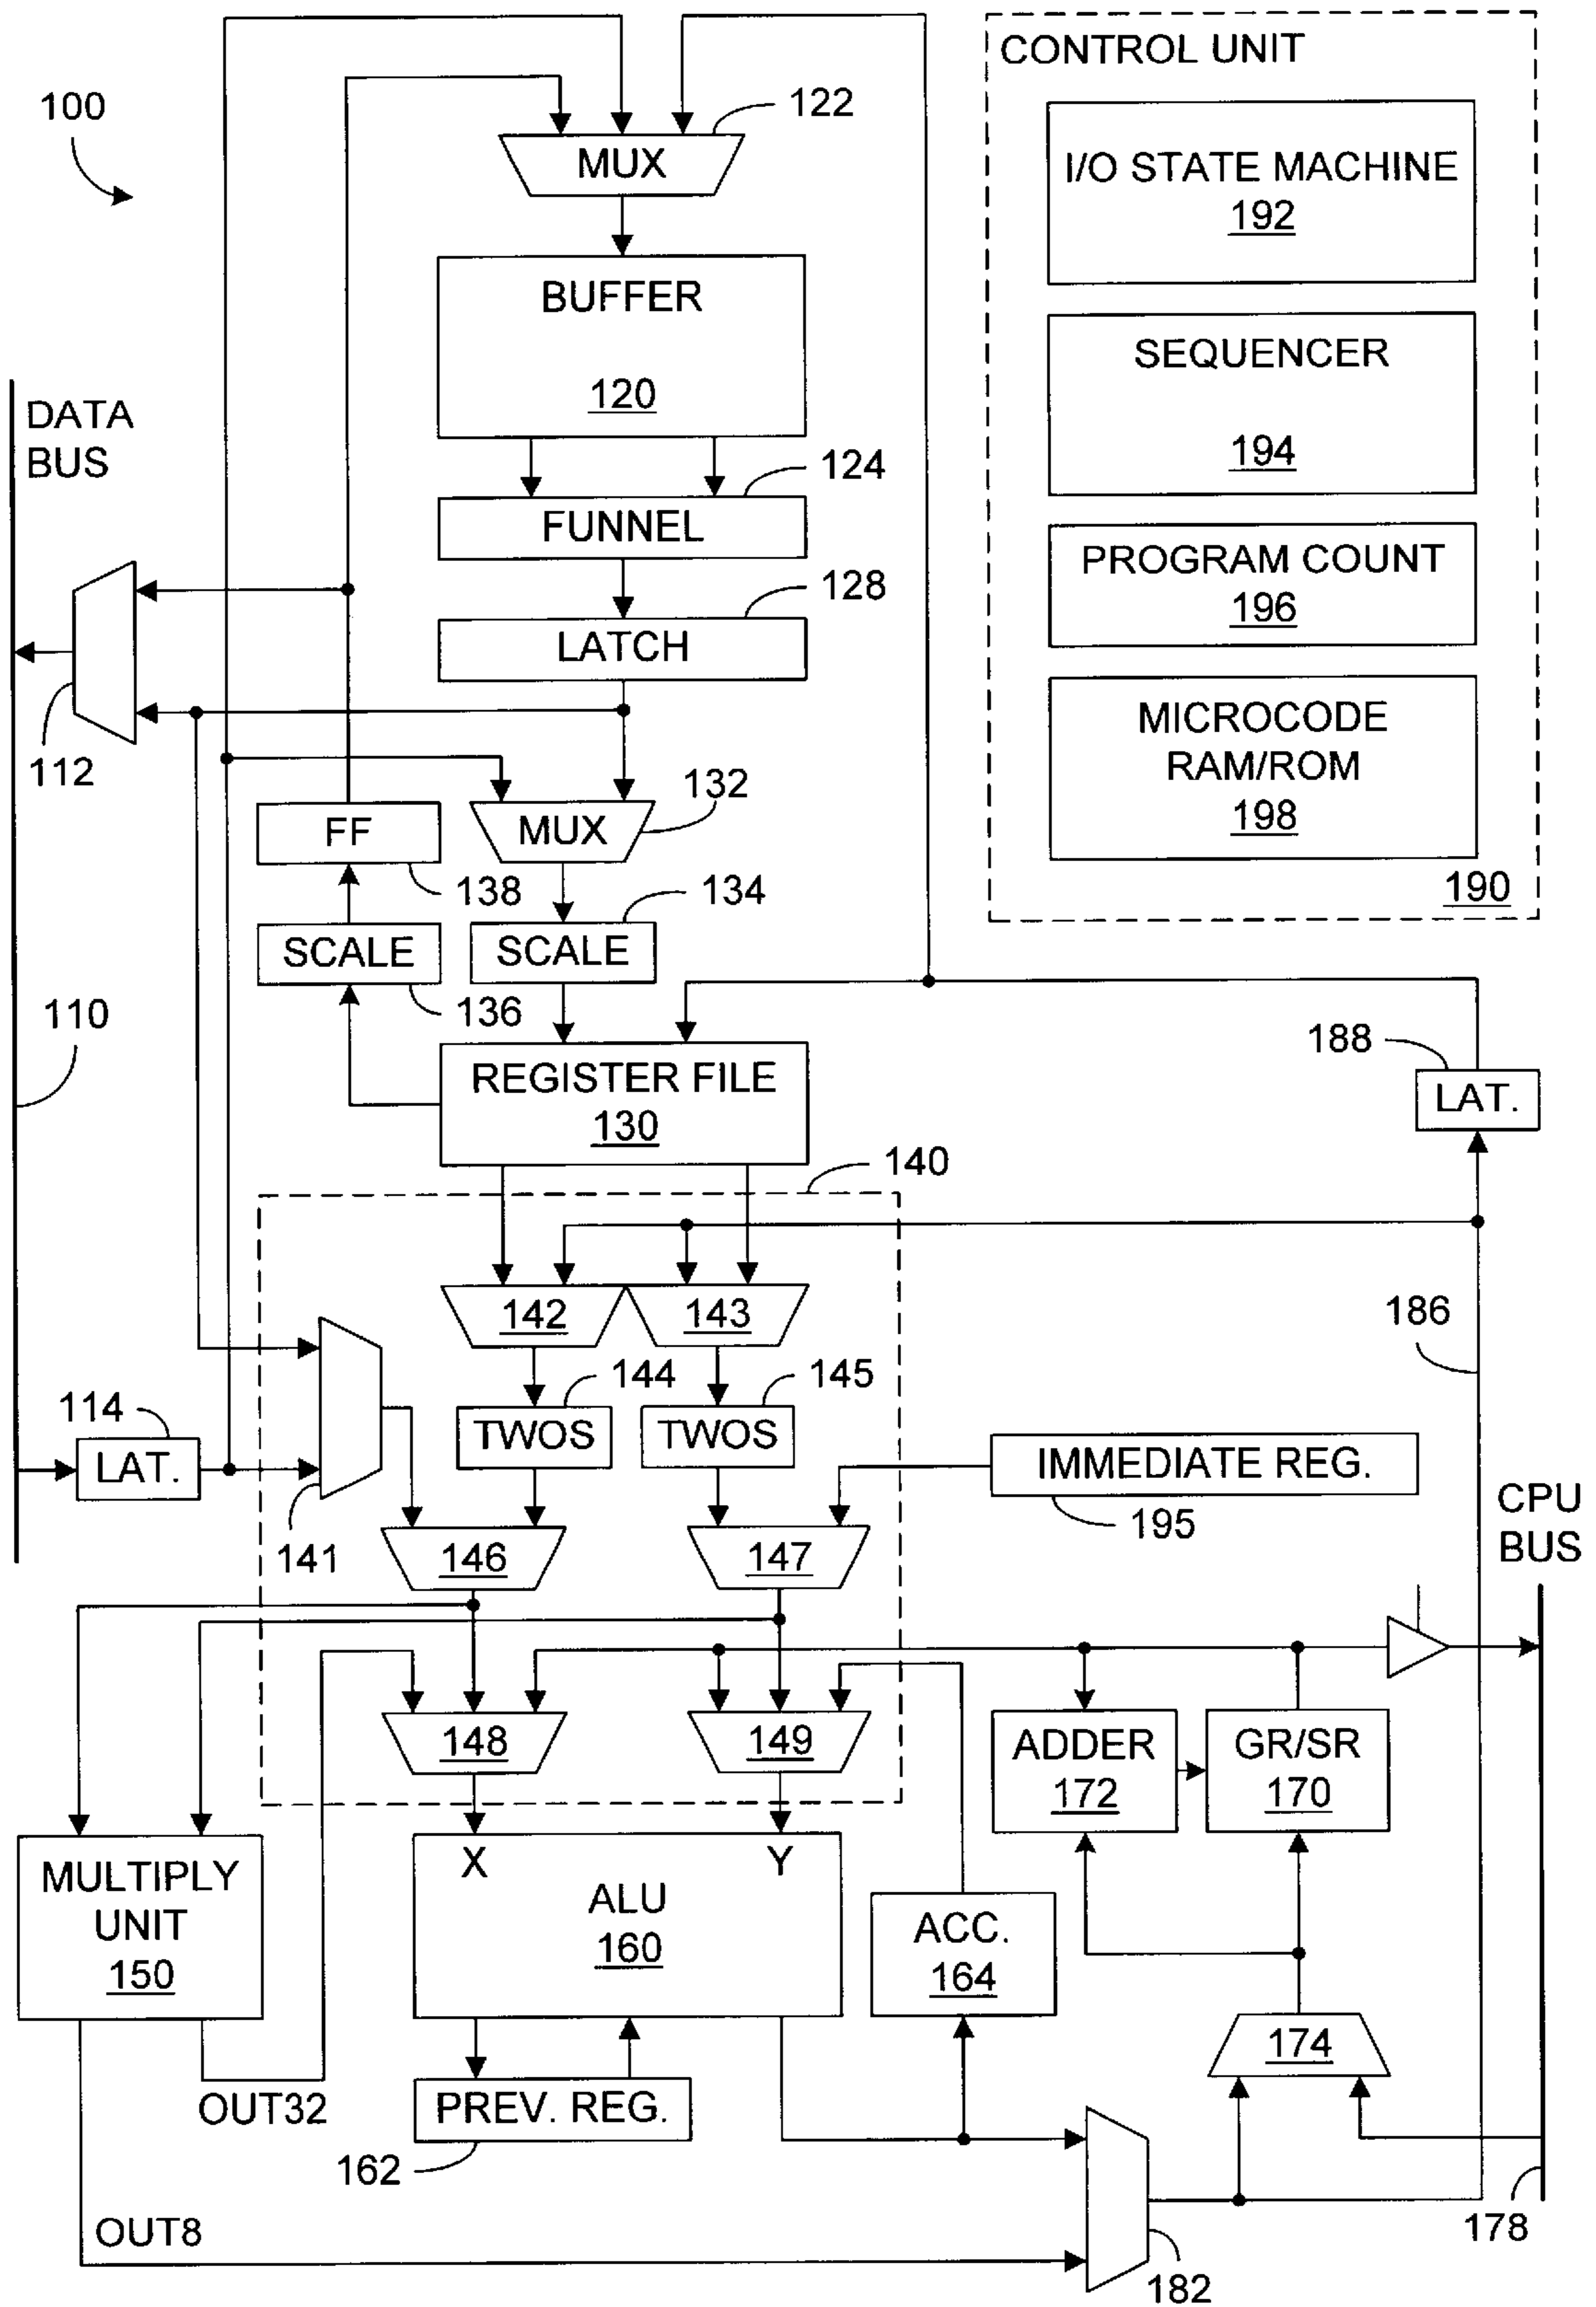 100
122
MUX
BUFFER
120
124
FUNNEL
128
LATCH
DATA
BUS
112
132
MUX
FF
138
134
SCALE
SCALE
136
110
REGISTER FILE
130
CONTROL UNIT
I/O STATE MACHINE
192
SEQUENCER
194
PROGRAM COUNT
196
MICROCODE
RAM/ROM
198
190
188
LAT.
140
142
143
186
144
145
TWOS
TWOS
114
LAT.
141
IMMEDIATE REG.
195
CPU
BUS
146
147
148
149
ADDER
172
GR/SR
170
MULTIPLY
UNIT
150
X
Y
ALU
160
ACC.
164
174
OUT32
PREV. REG.
162
OUT8
182
178